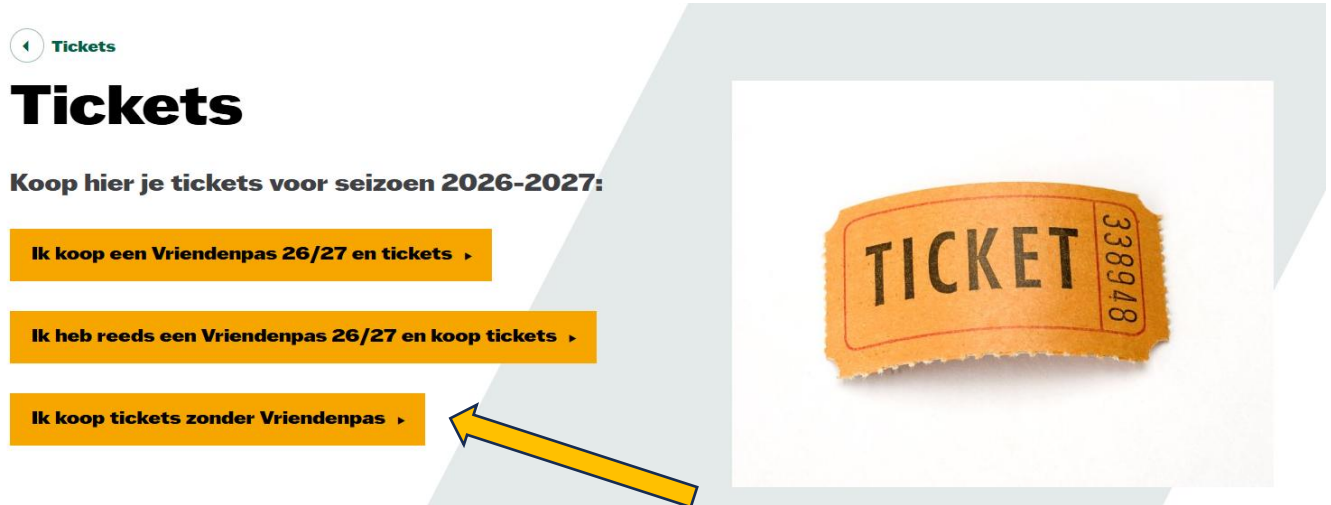 Tickets
Tickets
Koop hier je tickets voor seizoen 2026-2027:
Ik koop een Vriendenpas 26/27 en tickets
Ik heb reeds een Vriendenpas 26/27 en koop tickets
Ik koop tickets zonder Vriendenpas
TICKET
338948